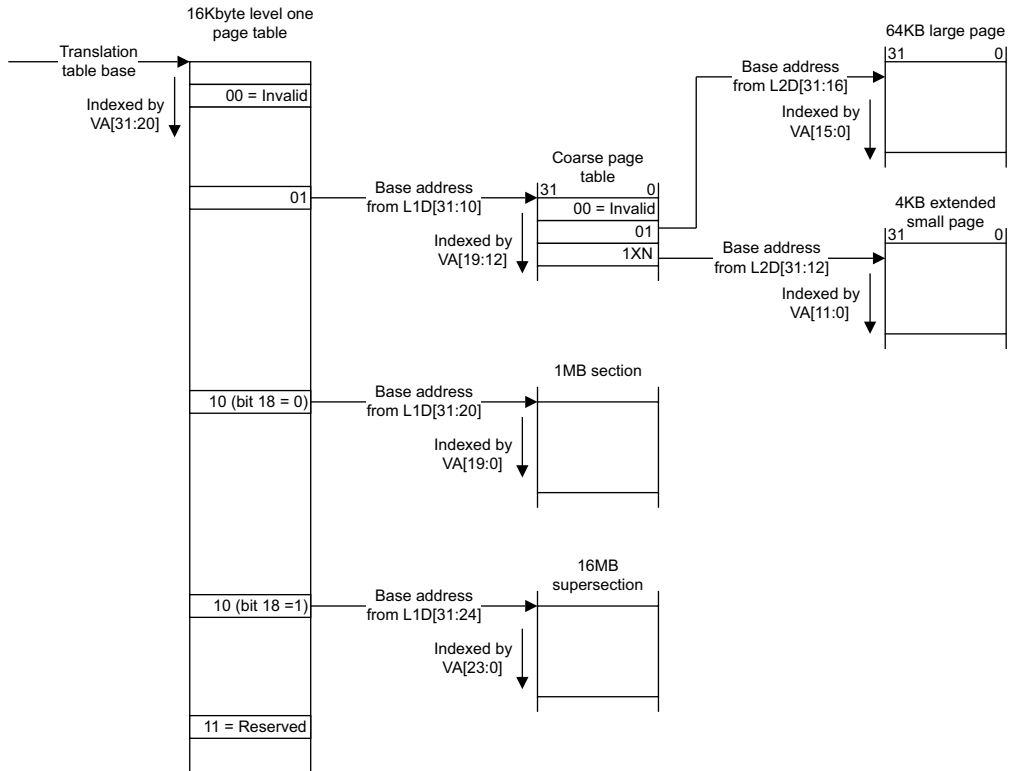 16Kbyte level one
page table
Translation
table base
Indexed by
VA[31:20]
00 = Invalid
01
Base address
from L1D[31:10]
Coarse page
table
31 0
00 = Invalid
01
1XN
Indexed by
VA[19:12]
Base address
from L2D[31:16]
64KB large page
31 0
Indexed by
VA[15:0]
Base address
from L2D[31:12]
4KB extended
small page
31 0
Indexed by
VA[11:0]
10 (bit 18 = 0)
Base address
from L1D[31:20]
1MB section
Indexed by
VA[19:0]
10 (bit 18 =1)
Base address
from L1D[31:24]
16MB
supersection
Indexed by
VA[23:0]
11 = Reserved